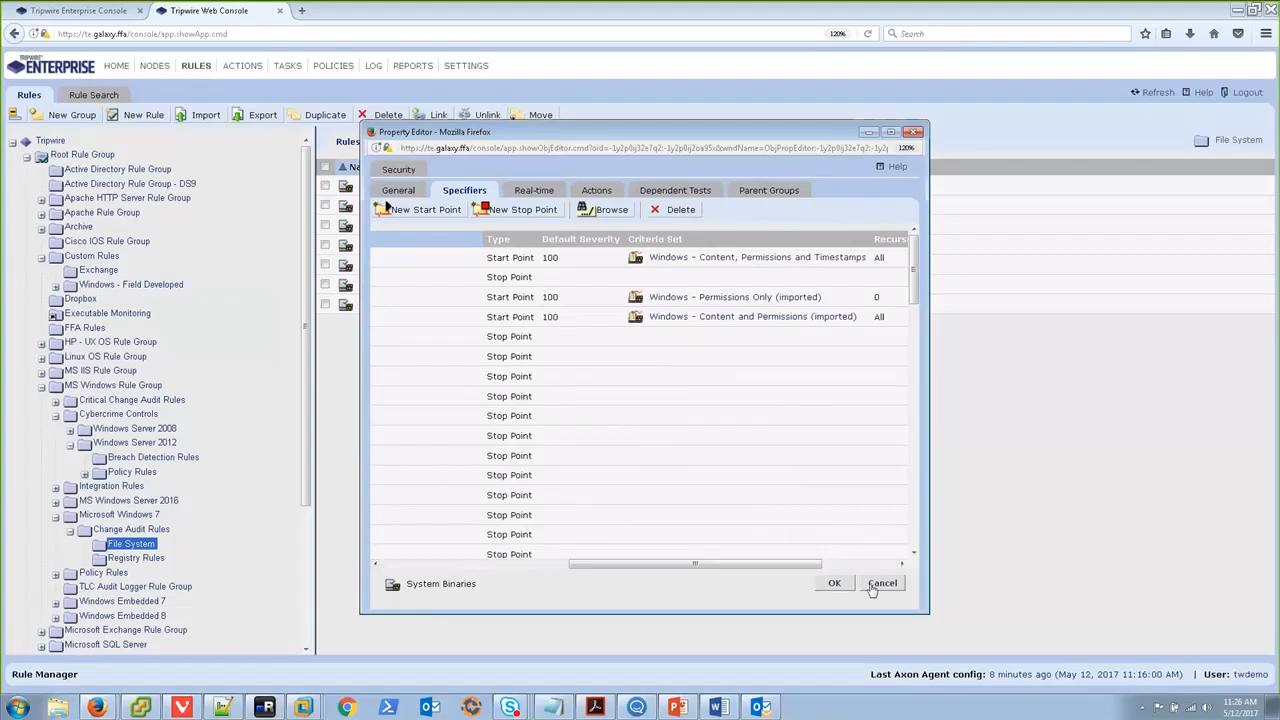 Tripwire Enterprise Console
Tripwire Web Console
https://te.galaxy.ffa/console/app.showApp.cmd
120%
Search
TRIPWIRE ENTERPRISE
HOME NODES RULES ACTIONS TASKS POLICIES LOG REPORTS SETTINGS
Rules Rule Search
Refresh Help Logout
New Group New Rule Import Export Duplicate Delete Link Unlink Move
Tripwire
Root Rule Group
Active Directory Rule Group
Active Directory Rule Group - DS9
Apache HTTP Server Rule Group
Apache Rule Group
Archive
Cisco IOS Rule Group
Custom Rules
Exchange
Windows - Field Developed
Dropbox
Executable Monitoring
FFA Rules
HP - UX OS Rule Group
Linux OS Rule Group
MS IIS Rule Group
MS Windows Rule Group
Critical Change Audit Rules
Cybercrime Controls
Windows Server 2008
Windows Server 2012
Breach Detection Rules
Policy Rules
Integration Rules
MS Windows Server 2016
Microsoft Windows 7
Change Audit Rules
File System
Registry Rules
Policy Rules
TLC Audit Logger Rule Group
Windows Embedded 7
Windows Embedded 8
Microsoft Exchange Rule Group
Microsoft SQL Server
Rules
File System
Property Editor - Mozilla Firefox
120%
Security
Help
General Specifiers Real-time Actions Dependent Tests Parent Groups
New Start Point New Stop Point Browse Delete
Type Default Severity Criteria Set Recurs
Start Point 100 Windows - Content, Permissions and Timestamps All
Stop Point
Start Point 100 Windows - Permissions Only (imported) 0
Start Point 100 Windows - Content and Permissions (imported) All
Stop Point
Stop Point
Stop Point
Stop Point
Stop Point
Stop Point
Stop Point
Stop Point
Stop Point
Stop Point
Stop Point
Stop Point
System Binaries
OK Cancel
Rule Manager
Last Axon Agent config: 8 minutes ago (May 12, 2017 11:16:00 AM) User: twdemo
11:26 AM
5/12/2017